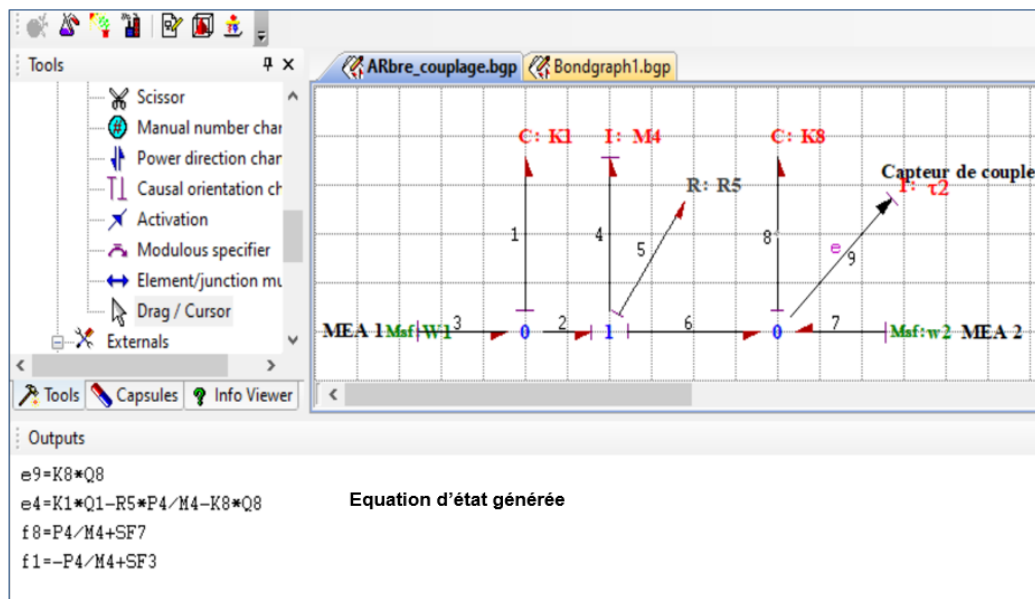 Tools
Scissor
Manual number char
Power direction char
Causal orientation ch
Activation
Modulous specifier
Element/junction mu
Drag / Cursor
Externals
Tools Capsules Info Viewer
ARbre_couplage.bgp Bondgraph1.bgp
C: K1 I: M4 C: K8
Capteur de couple
R: R5 I: τ2
1 4 5 8 e 9
MEA 1 Msf: W1 3 0 2 1 6 0 7 Msf: w2 MEA 2
Outputs
e9=K8*Q8
e4=K1*Q1-R5*P4/M4-K8*Q8
Equation d'état générée
f8=P4/M4+SF7
f1=-P4/M4+SF3